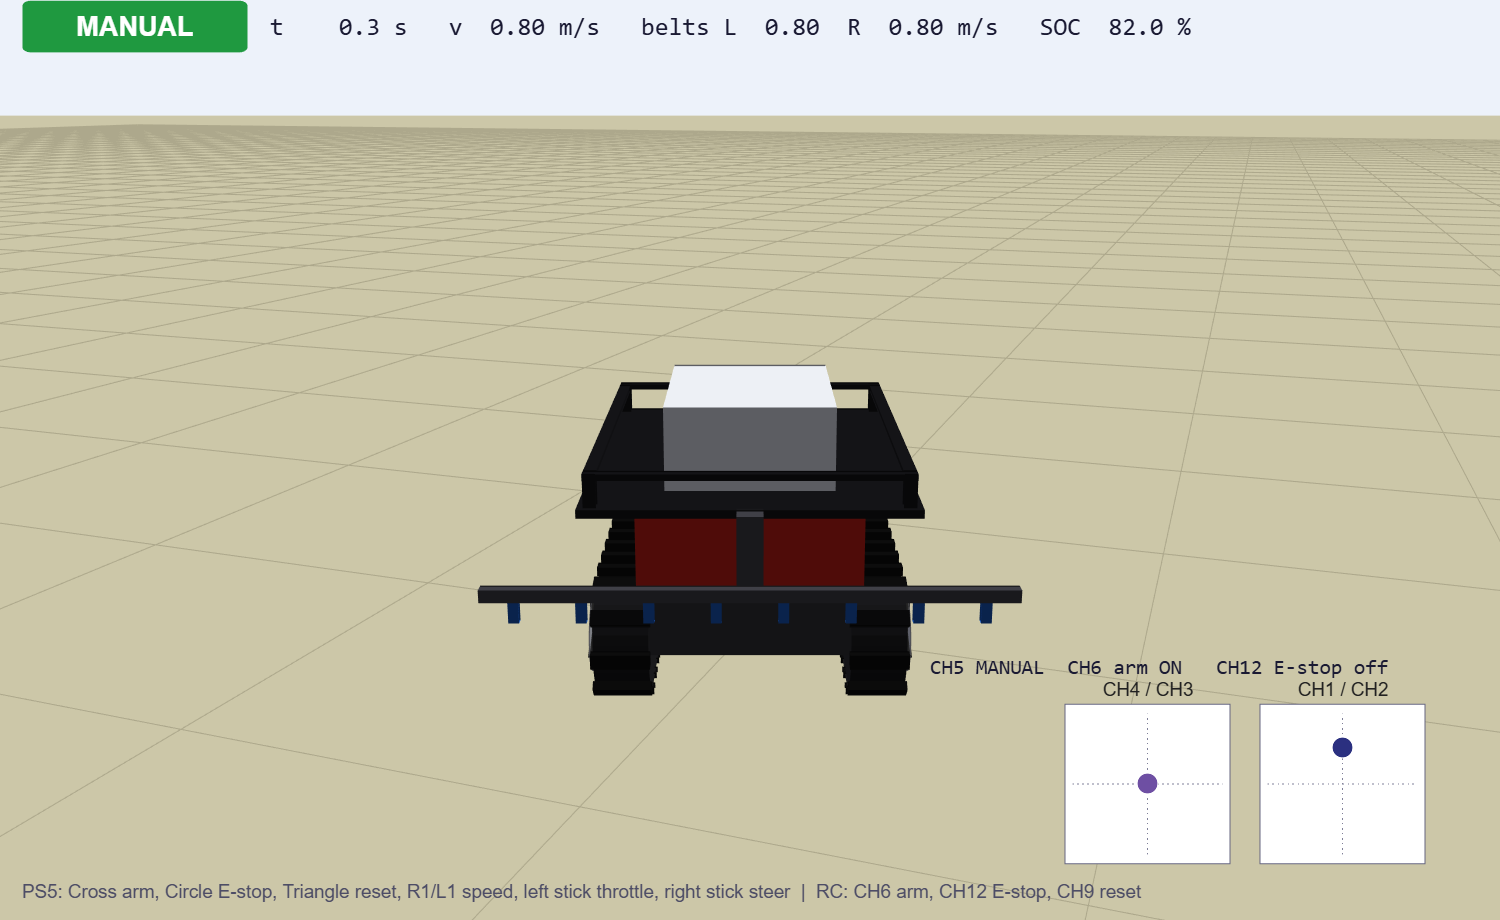 MANUAL t 0.3 s v 0.80 m/s belts L 0.80 R 0.80 m/s SOC 82.0 %
CH5 MANUAL CH6 arm ON CH12 E-stop off
CH4 / CH3 CH1 / CH2
PS5: Cross arm, Circle E-stop, Triangle reset, R1/L1 speed, left stick throttle, right stick steer | RC: CH6 arm, CH12 E-stop, CH9 reset